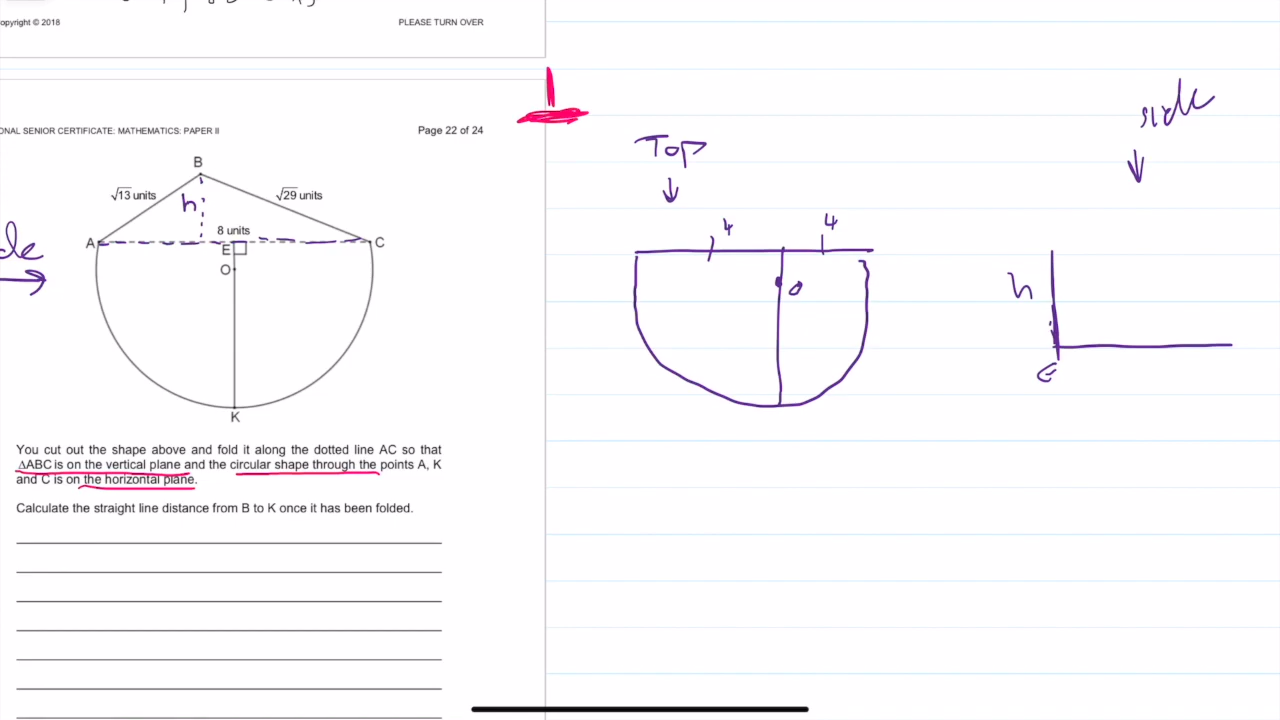 opyright © 2018
PLEASE TURN OVER
ONAL SENIOR CERTIFICATE: MATHEMATICS: PAPER II
Page 22 of 24
B
√13 units
√29 units
h
8 units
A
E
C
O
K
de
You cut out the shape above and fold it along the dotted line AC so that
ΔABC is on the vertical plane and the circular shape through the points A, K
and C is on the horizontal plane.
Calculate the straight line distance from B to K once it has been folded.
Top
4
4
O
side
h
E